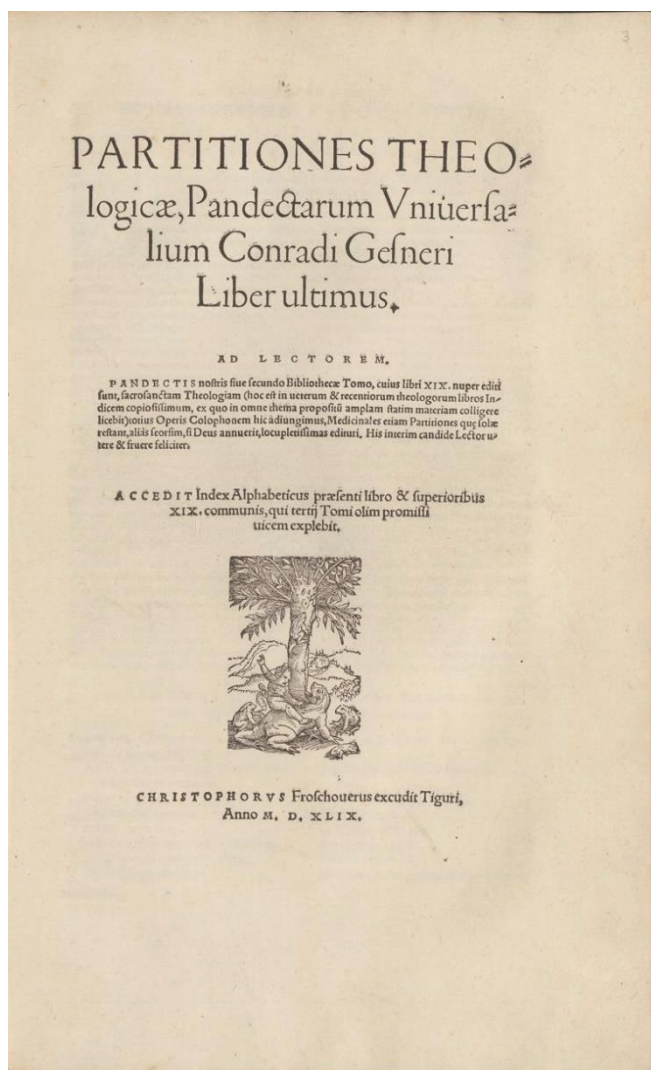 3
PARTITIONES THEO⸗
logicæ, Pandectarum Vniuerſa⸗
lium Conradi Geſneri
Liber ultimus.
AD LECTOREM.
PANDECTIS noſtris ſiue ſecundo Bibliothecæ Tomo, cuius libri XIX. nuper editi
ſunt, ſacroſanctam Theologiam (hoc eſt in ueterum & recentiorum theologorum libros In⸗
dicem copioſiſsimum, ex quo in omne thema propoſitū amplam ſtatim materiam colligere
licebit) totius Operis Colophonem hic adiungimus, Medicinales etiam Partitiones quę ſolæ
reſtant, aliâs ſeorſim, ſi Deus annuerit, locupletiſsimas edituri. His interim candide Lector u⸗
tere & fruere feliciter.
ACCEDIT Index Alphabeticus præſenti libro & ſuperioribus
XIX. communis, qui tertij Tomi olim promiſsi
uicem explebit.
CHRISTOPHORVS Froſchouerus excudit Tiguri,
Anno M. D. XLIX.